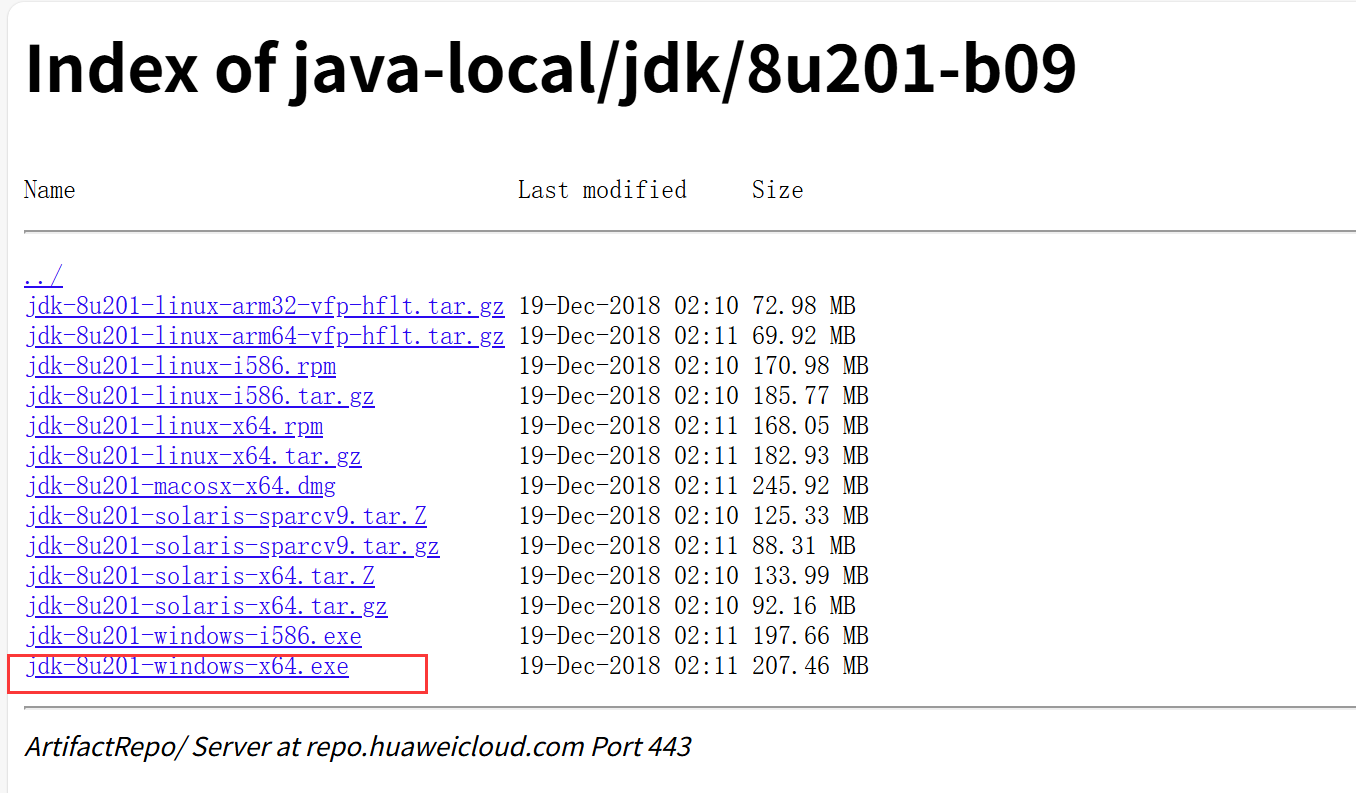 Index of java-local/jdk/8u201-b09
Name Last modified Size
../
jdk-8u201-linux-arm32-vfp-hflt.tar.gz 19-Dec-2018 02:10 72.98 MB
jdk-8u201-linux-arm64-vfp-hflt.tar.gz 19-Dec-2018 02:11 69.92 MB
jdk-8u201-linux-i586.rpm 19-Dec-2018 02:10 170.98 MB
jdk-8u201-linux-i586.tar.gz 19-Dec-2018 02:10 185.77 MB
jdk-8u201-linux-x64.rpm 19-Dec-2018 02:11 168.05 MB
jdk-8u201-linux-x64.tar.gz 19-Dec-2018 02:11 182.93 MB
jdk-8u201-macosx-x64.dmg 19-Dec-2018 02:11 245.92 MB
jdk-8u201-solaris-sparcv9.tar.Z 19-Dec-2018 02:10 125.33 MB
jdk-8u201-solaris-sparcv9.tar.gz 19-Dec-2018 02:11 88.31 MB
jdk-8u201-solaris-x64.tar.Z 19-Dec-2018 02:10 133.99 MB
jdk-8u201-solaris-x64.tar.gz 19-Dec-2018 02:10 92.16 MB
jdk-8u201-windows-i586.exe 19-Dec-2018 02:11 197.66 MB
jdk-8u201-windows-x64.exe 19-Dec-2018 02:11 207.46 MB
ArtifactRepo/ Server at repo.huaweicloud.com Port 443